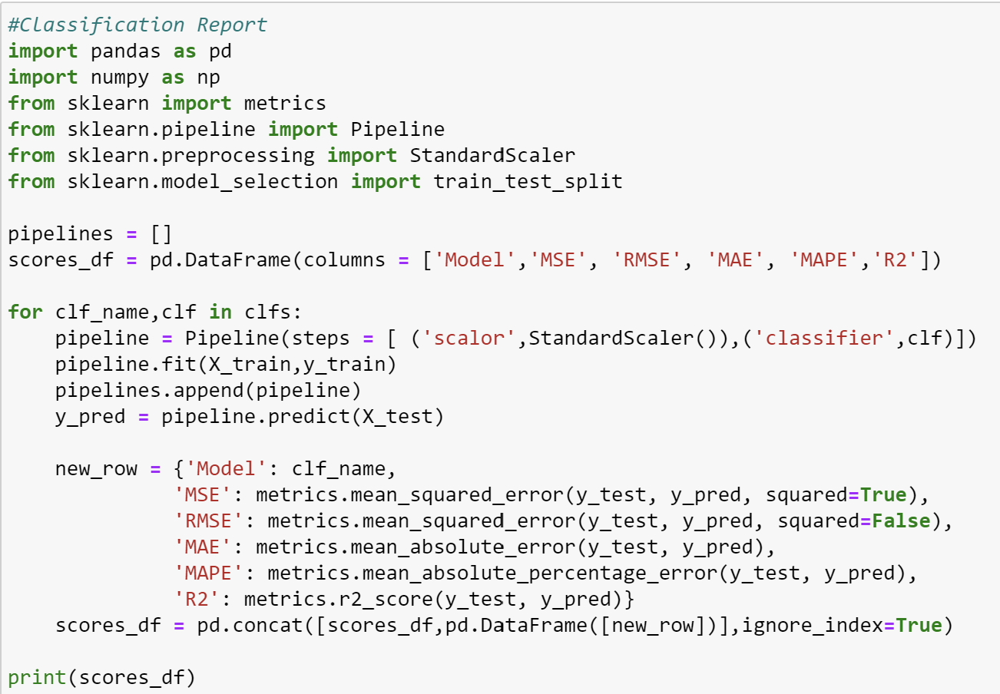 #Classification Report
import pandas as pd
import numpy as np
from sklearn import metrics
from sklearn.pipeline import Pipeline
from sklearn.preprocessing import StandardScaler
from sklearn.model_selection import train_test_split

pipelines = []
scores_df = pd.DataFrame(columns = ['Model','MSE', 'RMSE', 'MAE', 'MAPE','R2'])

for clf_name,clf in clfs:
    pipeline = Pipeline(steps = [ ('scalor',StandardScaler()),('classifier',clf)])
    pipeline.fit(X_train,y_train)
    pipelines.append(pipeline)
    y_pred = pipeline.predict(X_test)

    new_row = {'Model': clf_name,
              'MSE': metrics.mean_squared_error(y_test, y_pred, squared=True),
              'RMSE': metrics.mean_squared_error(y_test, y_pred, squared=False),
              'MAE': metrics.mean_absolute_error(y_test, y_pred),
              'MAPE': metrics.mean_absolute_percentage_error(y_test, y_pred),
              'R2': metrics.r2_score(y_test, y_pred)}
    scores_df = pd.concat([scores_df,pd.DataFrame([new_row])],ignore_index=True)

print(scores_df)